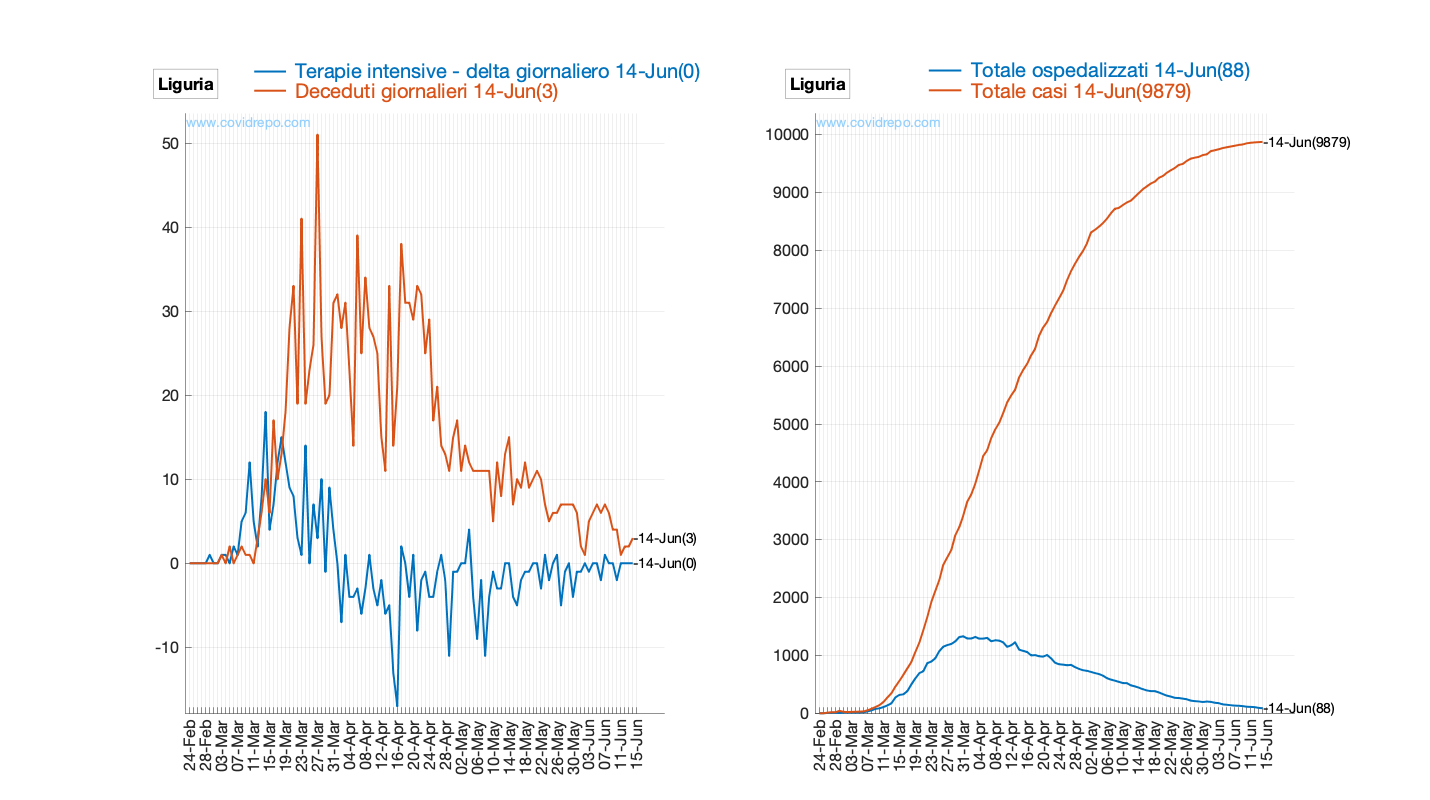 Liguria
Terapie intensive - delta giornaliero 14-Jun(0)
Deceduti giornalieri 14-Jun(3)
www.covidrepo.com
50
40
30
20
10
0
-10
-14-Jun(3)
-14-Jun(0)
24-Feb
28-Feb
03-Mar
07-Mar
11-Mar
15-Mar
19-Mar
23-Mar
27-Mar
31-Mar
04-Apr
08-Apr
12-Apr
16-Apr
20-Apr
24-Apr
28-Apr
02-May
06-May
10-May
14-May
18-May
22-May
26-May
30-May
03-Jun
07-Jun
11-Jun
15-Jun
Liguria
Totale ospedalizzati 14-Jun(88)
Totale casi 14-Jun(9879)
www.covidrepo.com
10000
9000
8000
7000
6000
5000
4000
3000
2000
1000
0
-14-Jun(9879)
-14-Jun(88)
24-Feb
28-Feb
03-Mar
07-Mar
11-Mar
15-Mar
19-Mar
23-Mar
27-Mar
31-Mar
04-Apr
08-Apr
12-Apr
16-Apr
20-Apr
24-Apr
28-Apr
02-May
06-May
10-May
14-May
18-May
22-May
26-May
30-May
03-Jun
07-Jun
11-Jun
15-Jun